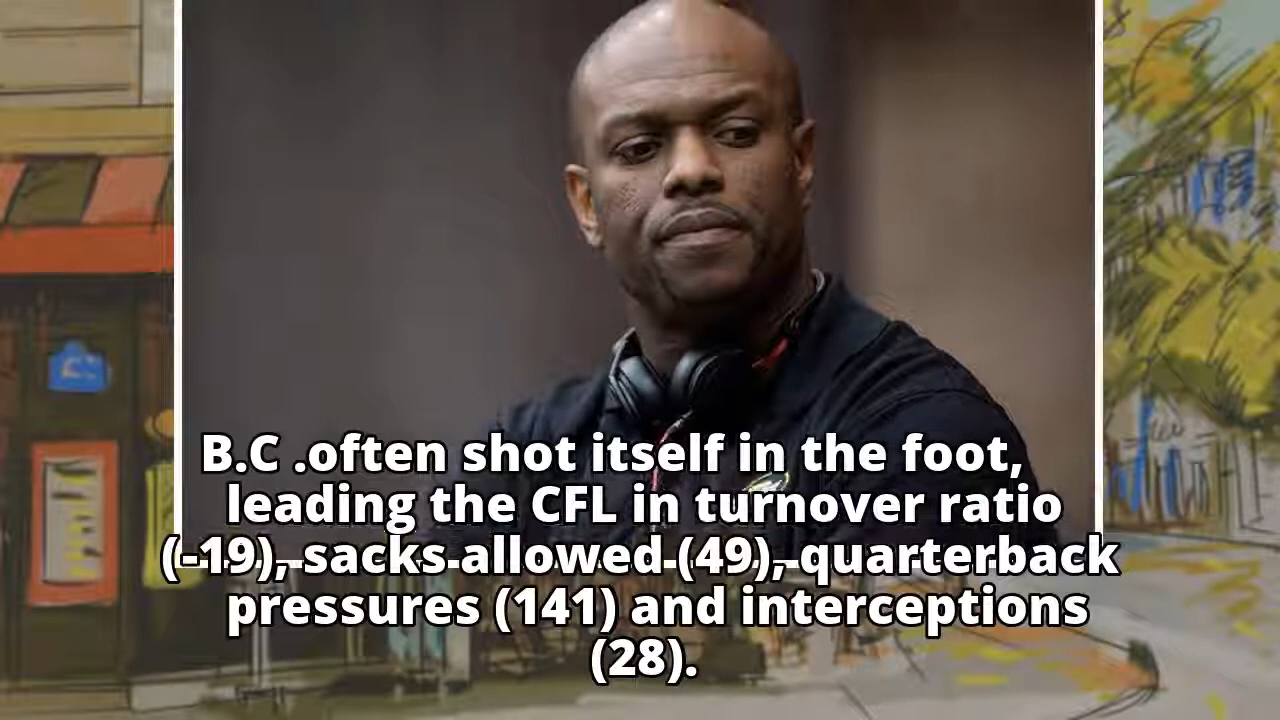 B.C .often shot itself in the foot,
leading the CFL in turnover ratio
(-19), sacks allowed (49), quarterback
pressures (141) and interceptions
(28).